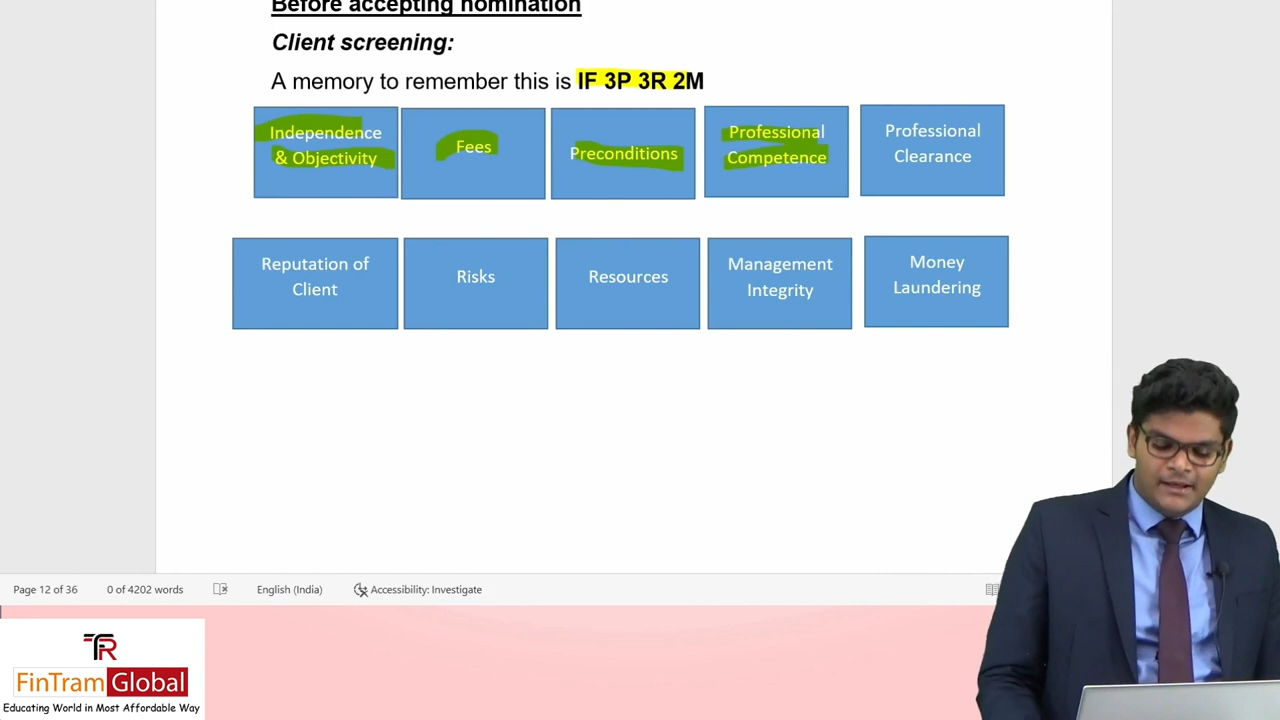 Before accepting nomination
Client screening:
A memory to remember this is IF 3P 3R 2M
Independence
& Objectivity
Fees
Preconditions
Professional
Competence
Professional
Clearance
Reputation of
Client
Risks
Resources
Management
Integrity
Money
Laundering
Page 12 of 36
0 of 4202 words
English (India)
Accessibility: Investigate
FinTram Global
Educating World in Most Affordable Way